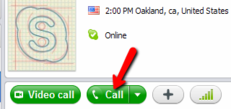 2:00 PM Oakland, ca, United States
Online
Video call
Call